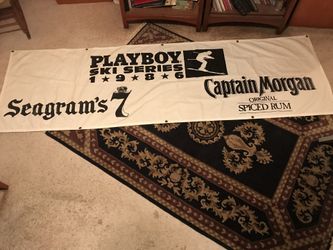 PLAYBOY
SKI SERIES
1★9★8★6
Seagram's 7
Captain Morgan
ORIGINAL
SPICED RUM